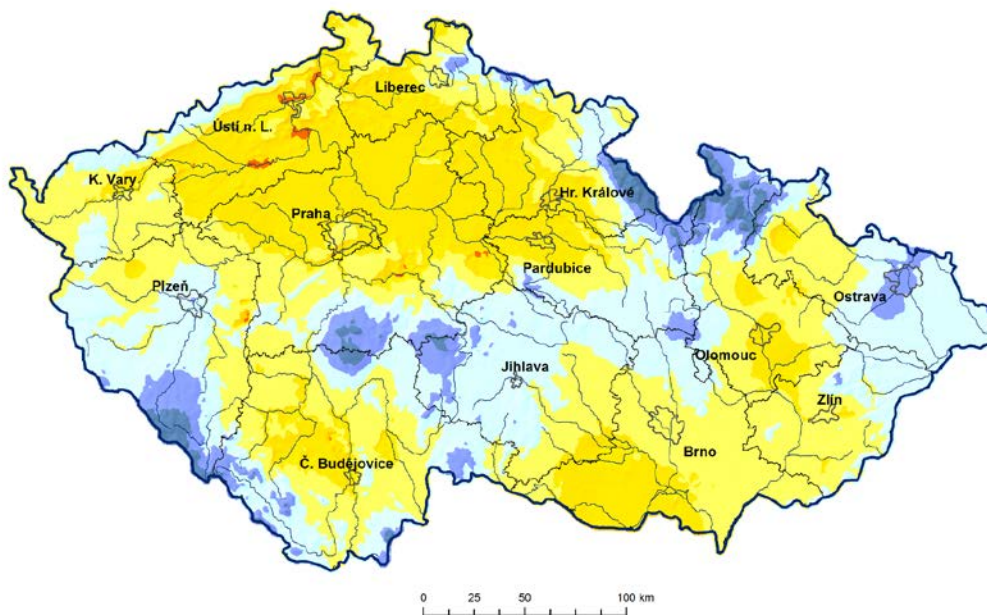 Liberec
Ústí n. L.
K. Vary
Hr. Králové
Praha
Pardubice
Plzeň
Ostrava
Olomouc
Jihlava
Zlín
Brno
Č. Budějovice
0 25 50 100 km